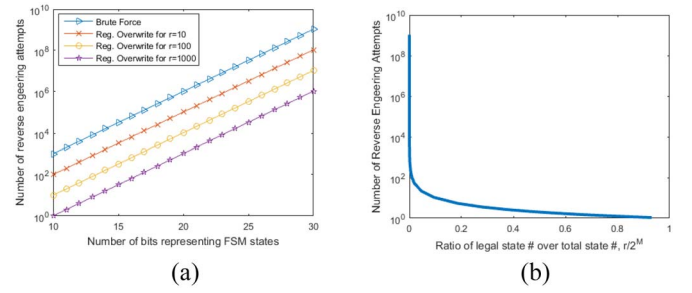 Number of reverse engeering attempts
10^10
10^8
10^6
10^4
10^2
10^0
Brute Force
Reg. Overwrite for r=10
Reg. Overwrite for r=100
Reg. Overwrite for r=1000
10
15
20
25
30
Number of bits representing FSM states
(a)
Number of Reverse Engeering Attempts
10^10
10^8
10^6
10^4
10^2
10^0
0
0.2
0.4
0.6
0.8
1
Ratio of legal state # over total state #, r/2^M
(b)